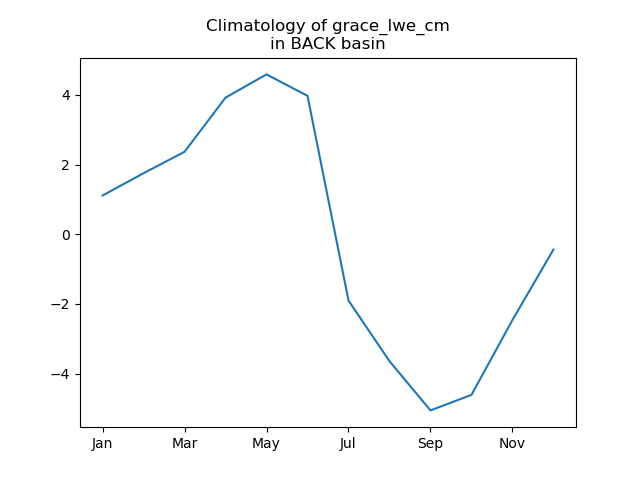 Climatology of grace_lwe_cm
in BACK basin
4
2
0
−2
−4
Jan
Mar
May
Jul
Sep
Nov